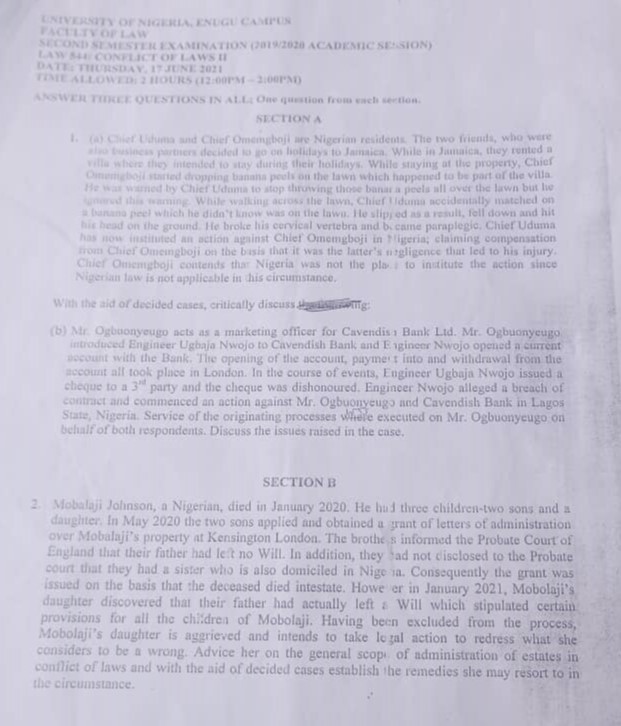 UNIVERSITY OF NIGERIA, ENUGU CAMPUS
FACULTY OF LAW
SECOND SEMESTER EXAMINATION (2019/2020 ACADEMIC SESSION)
LAW 544: CONFLICT OF LAWS II
DATE: THURSDAY, 17 JUNE 2021
TIME ALLOWED: 2 HOURS (12:00PM – 2:00PM)
ANSWER THREE QUESTIONS IN ALL: One question from each section.
SECTION A
1. (a) Chief Uduma and Chief Omemgboji are Nigerian residents. The two friends, who were
also business partners decided to go on holidays to Jamaica. While in Jamaica, they rented a
villa where they intended to stay during their holidays. While staying at the property, Chief
Omemgboji started dropping banana peels on the lawn which happened to be part of the villa.
He was warned by Chief Uduma to stop throwing those banana peels all over the lawn but he
ignored this warning. While walking across the lawn, Chief Uduma accidentally matched on
a banana peel which he didn't know was on the lawn. He slipped as a result, fell down and hit
his head on the ground. He broke his cervical vertebra and became paraplegic. Chief Uduma
has now instituted an action against Chief Omemgboji in Nigeria; claiming compensation
from Chief Omemgboji on the basis that it was the latter's negligence that led to his injury.
Chief Omemgboji contends that Nigeria was not the place to institute the action since
Nigerian law is not applicable in this circumstance.
With the aid of decided cases, critically discuss
(b) Mr. Ogbuonyeugo acts as a marketing officer for Cavendish Bank Ltd. Mr. Ogbuonyeugo
introduced Engineer Ugbaja Nwojo to Cavendish Bank and Engineer Nwojo opened a current
account with the Bank. The opening of the account, payment into and withdrawal from the
account all took place in London. In the course of events, Engineer Ugbaja Nwojo issued a
cheque to a 3rd party and the cheque was dishonoured. Engineer Nwojo alleged a breach of
contract and commenced an action against Mr. Ogbuonyeugo and Cavendish Bank in Lagos
State, Nigeria. Service of the originating processes where executed on Mr. Ogbuonyeugo on
behalf of both respondents. Discuss the issues raised in the case.
SECTION B
2. Mobalaji Johnson, a Nigerian, died in January 2020. He had three children-two sons and a
daughter. In May 2020 the two sons applied and obtained a grant of letters of administration
over Mobalaji's property at Kensington London. The brothers informed the Probate Court of
England that their father had left no Will. In addition, they had not disclosed to the Probate
court that they had a sister who is also domiciled in Nigeria. Consequently the grant was
issued on the basis that the deceased died intestate. However in January 2021, Mobolaji's
daughter discovered that their father had actually left a Will which stipulated certain
provisions for all the children of Mobolaji. Having been excluded from the process,
Mobolaji's daughter is aggrieved and intends to take legal action to redress what she
considers to be a wrong. Advice her on the general scope of administration of estates in
conflict of laws and with the aid of decided cases establish the remedies she may resort to in
the circumstance.